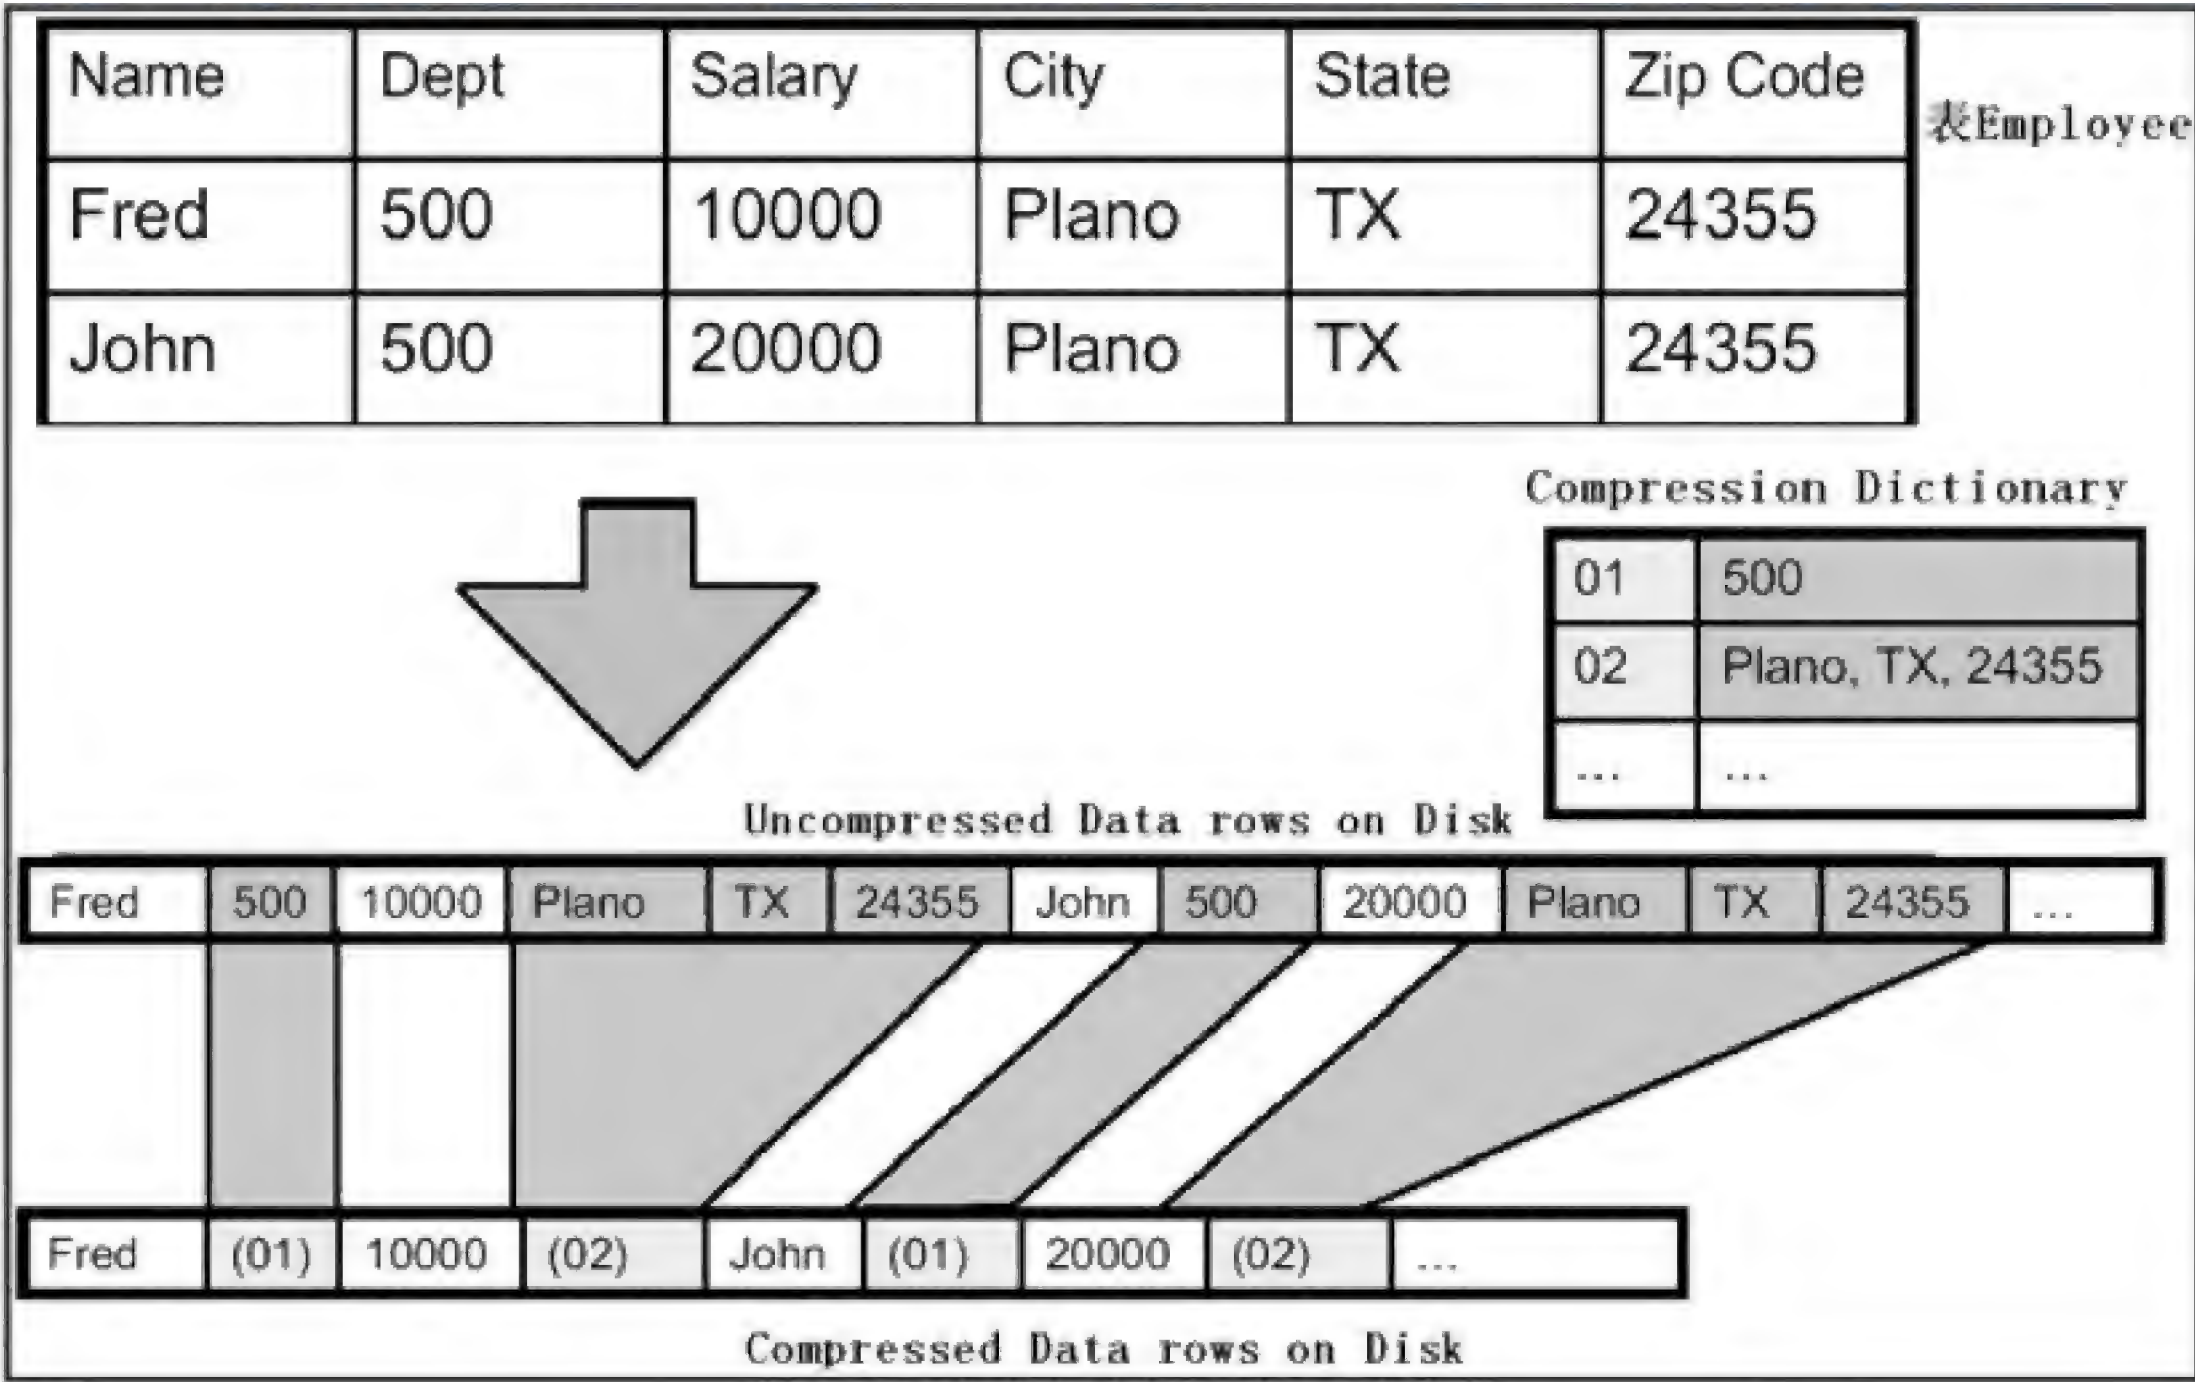 Name Dept Salary City State Zip Code
表Employee
Fred 500 10000 Plano TX 24355
John 500 20000 Plano TX 24355
Compression Dictionary
01 500
02 Plano, TX, 24355
... ...
Uncompressed Data rows on Disk
Fred 500 10000 Plano TX 24355 John 500 20000 Plano TX 24355 ...
Fred (01) 10000 (02) John (01) 20000 (02) ...
Compressed Data rows on Disk